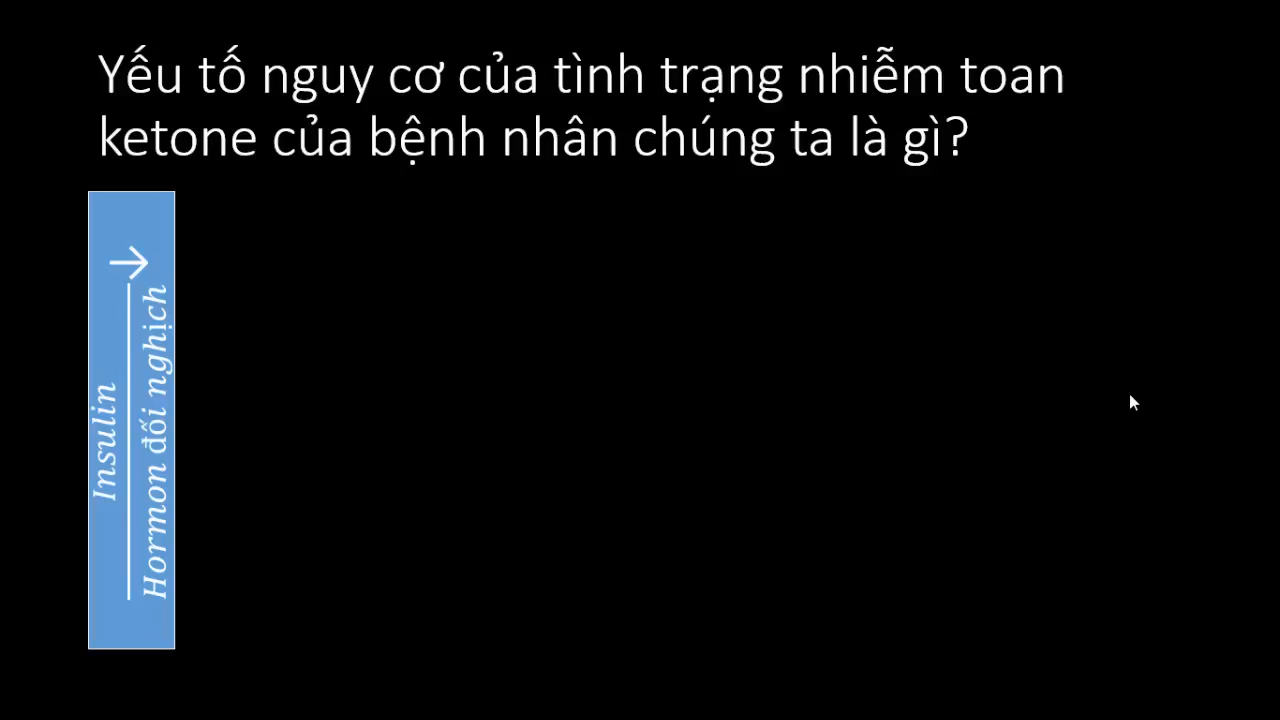 Yếu tố nguy cơ của tình trạng nhiễm toan
ketone của bệnh nhân chúng ta là gì?
Insulin
Hormon đối nghịch
→